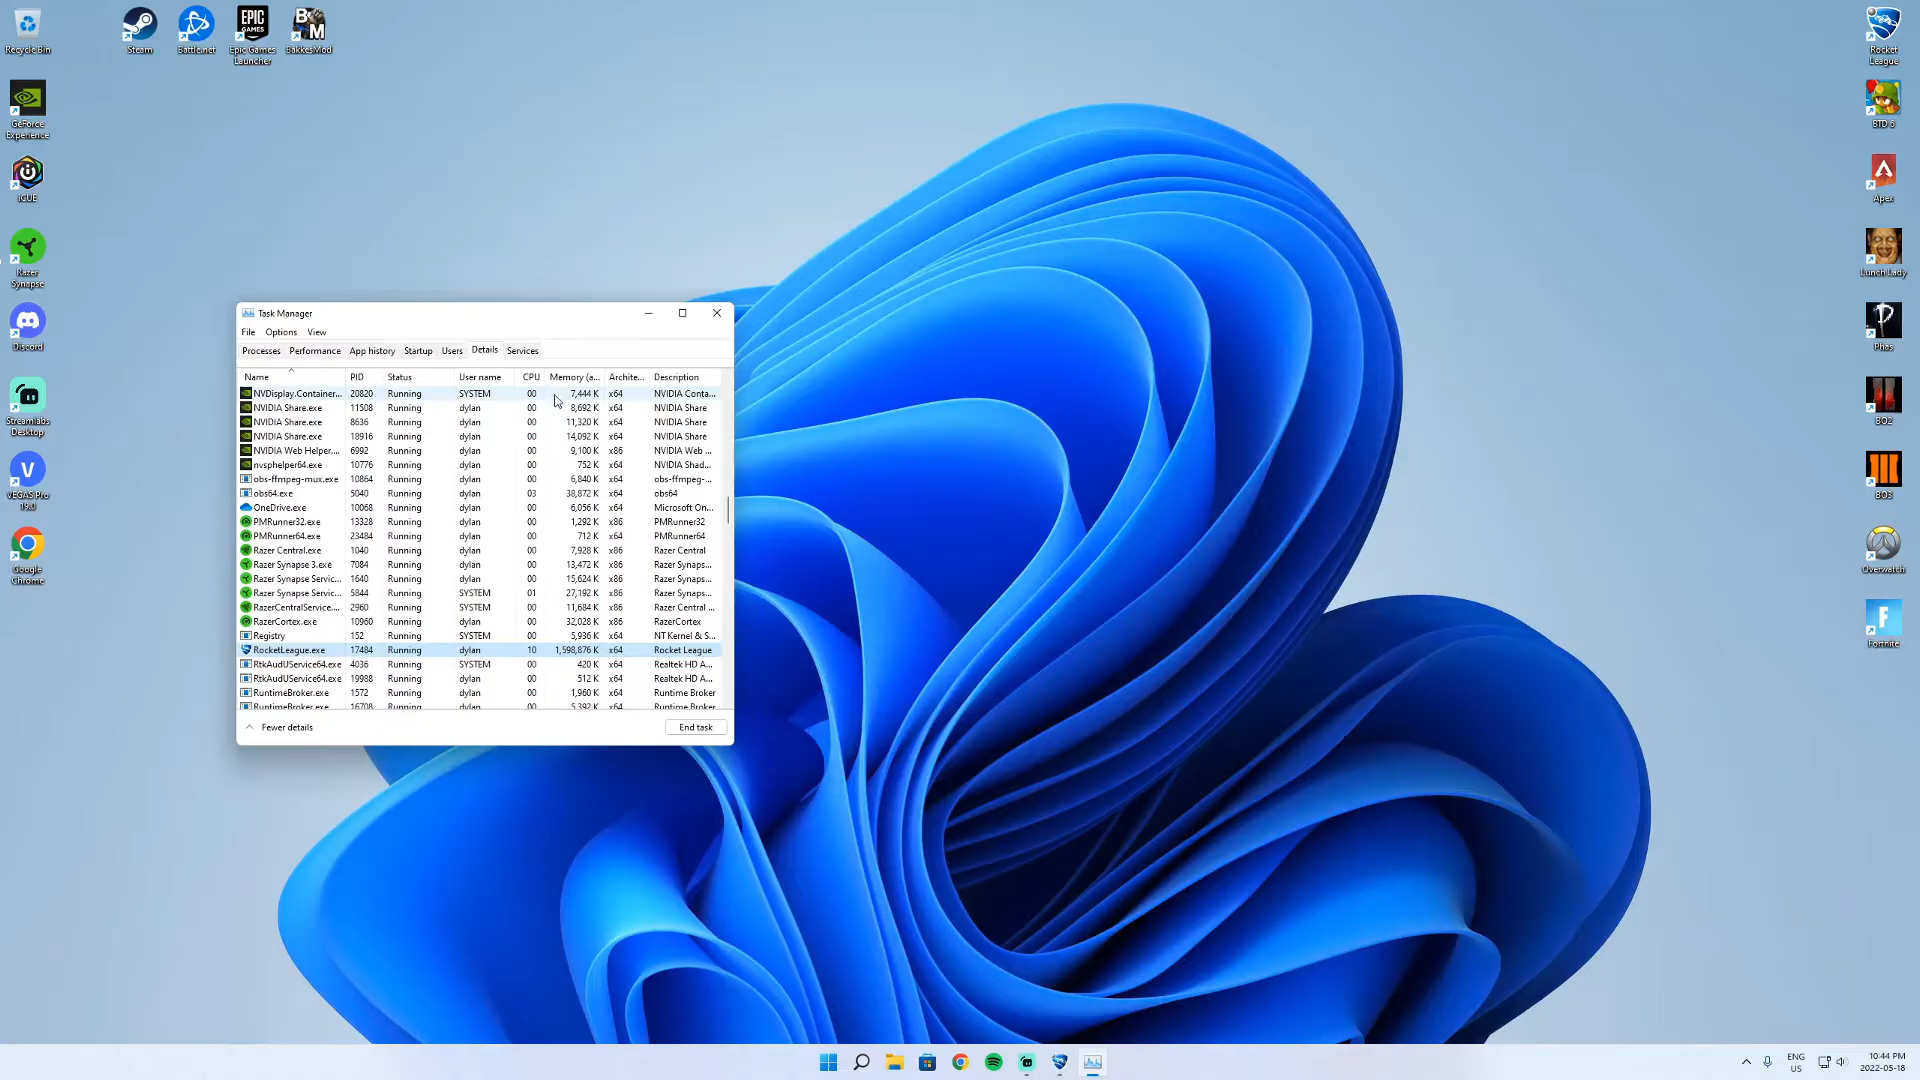 Recycle Bin
Steam
Battle.net
Epic Games
Launcher
BakkesMod
EPIC
GAMES
B
M
GeForce
Experience
iCUE
Razer
Synapse
Discord
Streamlabs
Desktop
VEGAS Pro
19.0
Google
Chrome
Rocket
League
BTD 6
Apex
Lunch Lady
Phas
BO2
BO3
Overwatch
Fortnite
Task Manager
File Options View
Processes Performance App history Startup Users Details Services
Name PID Status User name CPU Memory (a... Archite... Description
NVDisplay.Container... 20820 Running SYSTEM 00 7,444 K x64 NVIDIA Conta...
NVIDIA Share.exe 11508 Running dylan 00 8,692 K x64 NVIDIA Share
NVIDIA Share.exe 8636 Running dylan 00 11,320 K x64 NVIDIA Share
NVIDIA Share.exe 18916 Running dylan 00 14,092 K x64 NVIDIA Share
NVIDIA Web Helper.... 6992 Running dylan 00 9,100 K x86 NVIDIA Web ...
nvsphelper64.exe 10776 Running dylan 00 752 K x64 NVIDIA Shad...
obs-ffmpeg-mux.exe 10864 Running dylan 00 6,840 K x64 obs-ffmpeg-...
obs64.exe 5040 Running dylan 03 38,872 K x64 obs64
OneDrive.exe 10068 Running dylan 00 6,056 K x64 Microsoft On...
PMRunner32.exe 13328 Running dylan 00 1,292 K x86 PMRunner32
PMRunner64.exe 23484 Running dylan 00 712 K x64 PMRunner64
Razer Central.exe 1040 Running dylan 00 7,928 K x86 Razer Central
Razer Synapse 3.exe 7084 Running dylan 00 13,472 K x86 Razer Synaps...
Razer Synapse Servic... 1640 Running dylan 00 15,624 K x86 Razer Synaps...
Razer Synapse Servic... 5844 Running SYSTEM 01 27,192 K x86 Razer Synaps...
RazerCentralService.... 2960 Running SYSTEM 00 11,684 K x86 Razer Central ...
RazerCortex.exe 10960 Running dylan 00 32,028 K x86 RazerCortex
Registry 152 Running SYSTEM 00 5,936 K x64 NT Kernel & S...
RocketLeague.exe 17484 Running dylan 10 1,598,876 K x64 Rocket League
RtkAudUService64.exe 4036 Running SYSTEM 00 420 K x64 Realtek HD A...
RtkAudUService64.exe 19988 Running dylan 00 512 K x64 Realtek HD A...
RuntimeBroker.exe 1572 Running dylan 00 1,960 K x64 Runtime Broker
RuntimeBroker.exe 16708 Running dylan 00 5,392 K x64 Runtime Broker
Fewer details
End task
ENG
US
10:44 PM
2022-05-18